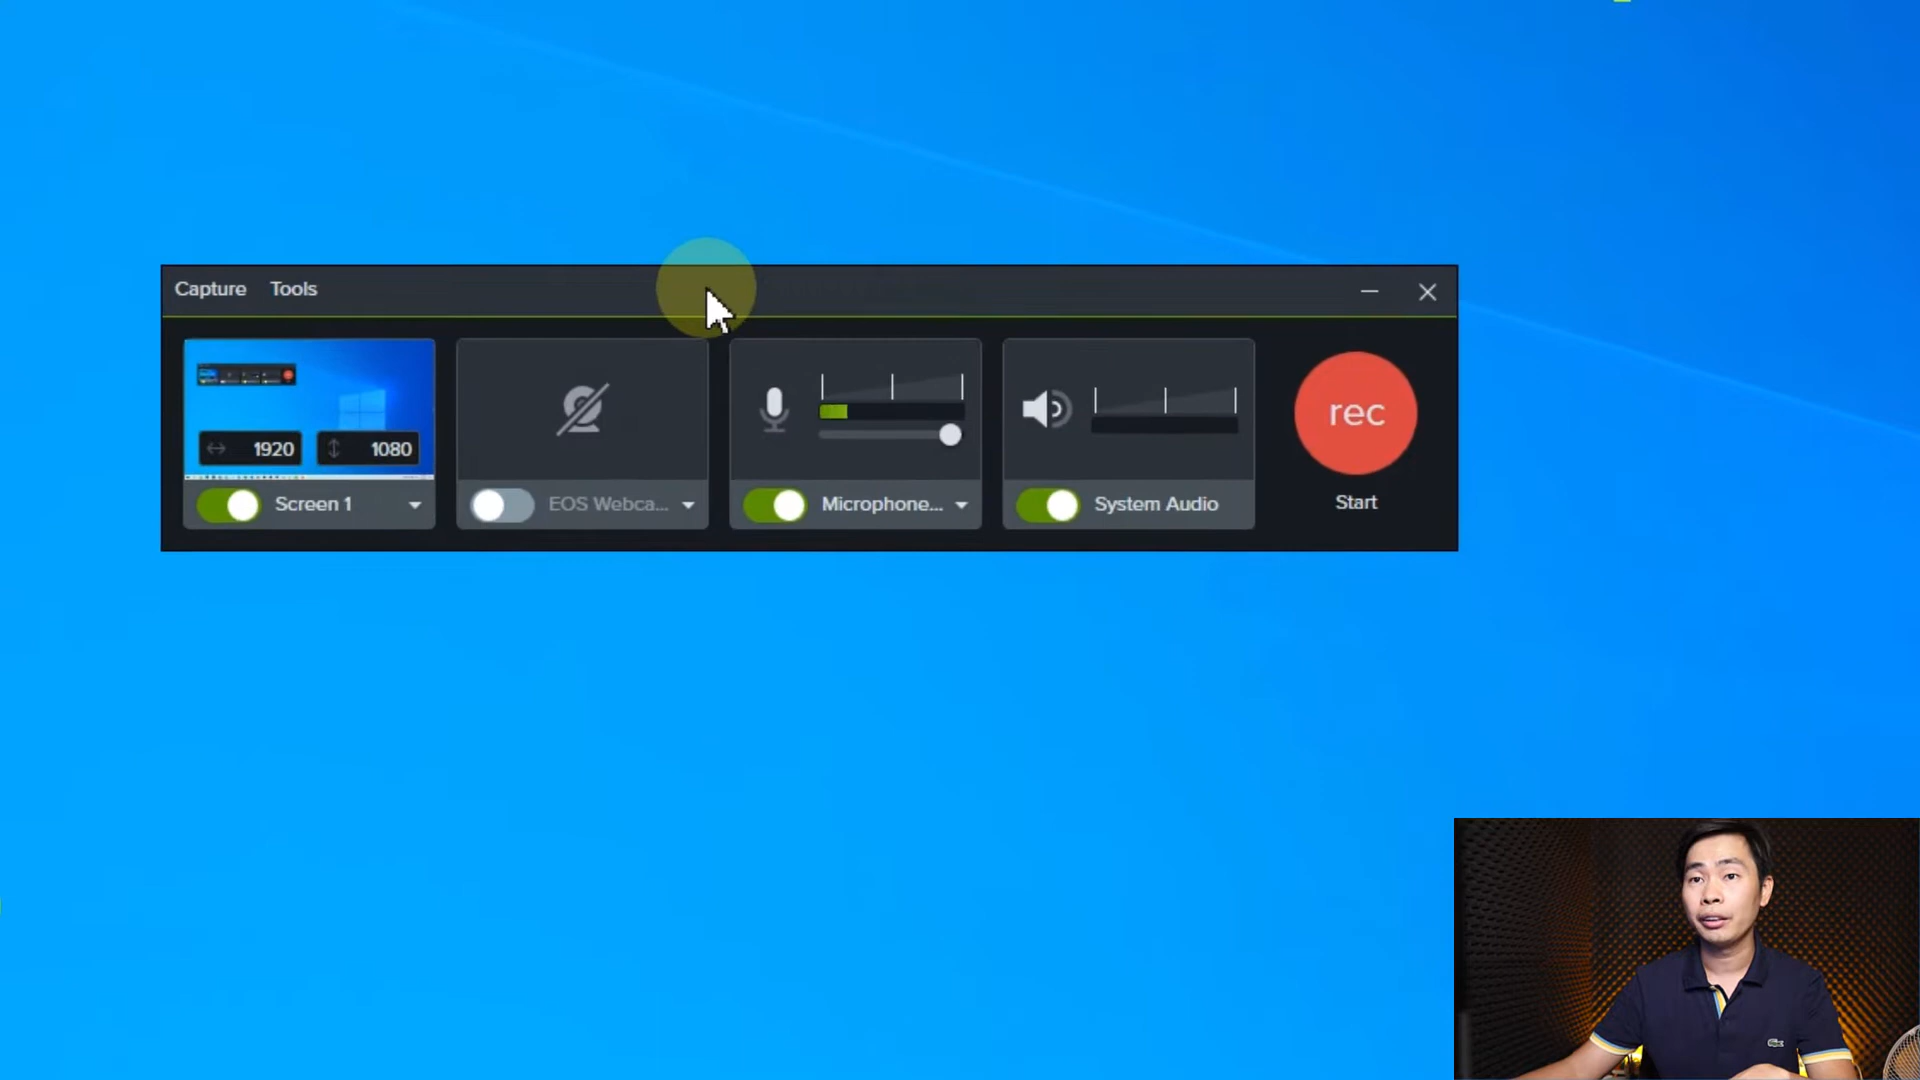 Capture Tools
1920 1080
Screen 1 EOS Webca... Microphone... System Audio
rec
Start